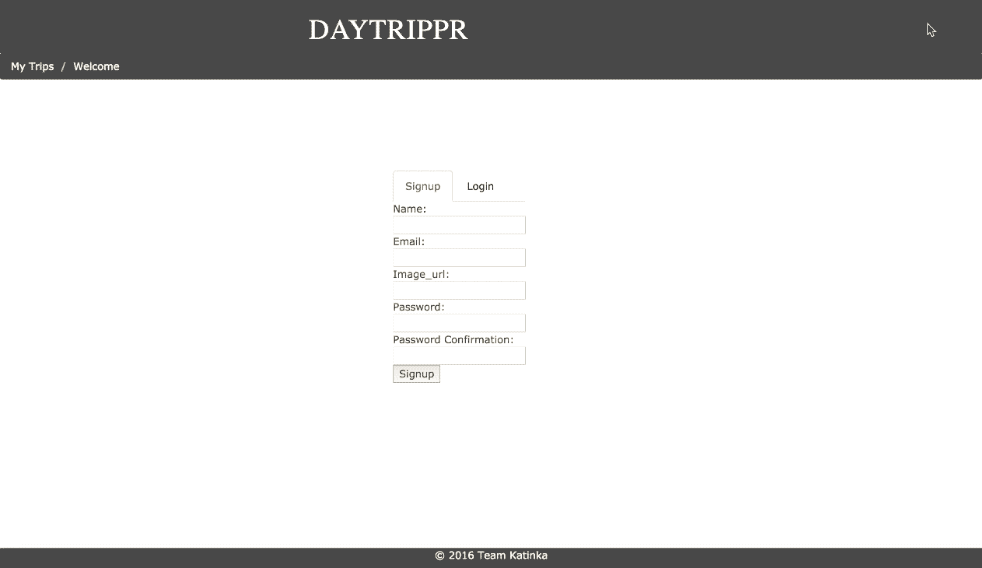 DAYTRIPPR
My Trips / Welcome
Signup Login
Name:
Email:
Image_url:
Password:
Password Confirmation:
Signup
© 2016 Team Katinka